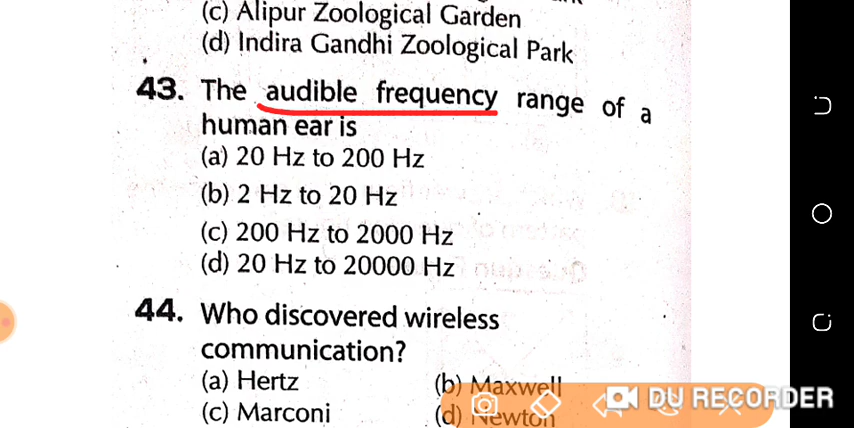 (c) Alipur Zoological Garden
(d) Indira Gandhi Zoological Park
43. The audible frequency range of a
human ear is
(a) 20 Hz to 200 Hz
(b) 2 Hz to 20 Hz
(c) 200 Hz to 2000 Hz
(d) 20 Hz to 20000 Hz
44. Who discovered wireless
communication?
(a) Hertz (b) Maxwell
(c) Marconi (d) Newton
DU RECORDER